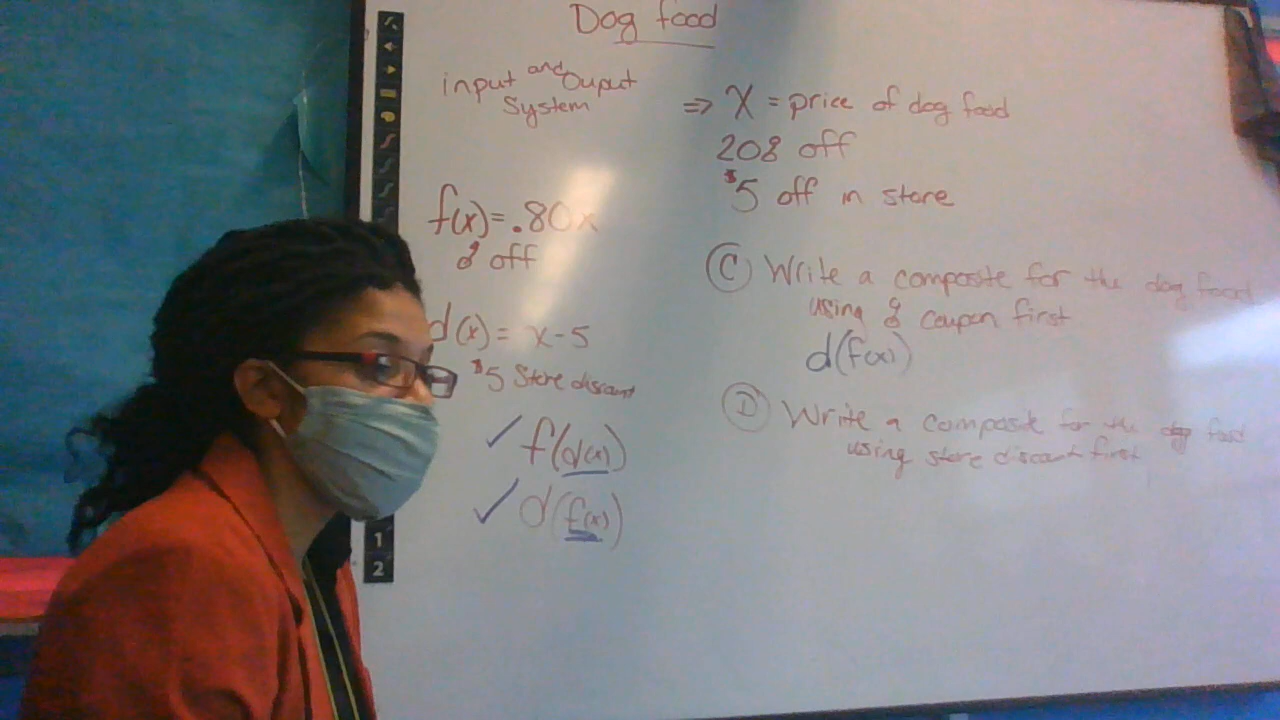 Dog food
input and Ouput
System
f(x) = .80x
% off
d(x) = x-5
$5 Store discount
✓ f(d(x))
✓ d(f(x))
⇒ X = price of dog food
20% off
$5 off in store
Ⓒ Write a composite for the dog food
using % coupon first
d(f(x))
Ⓓ Write a composite for the dog food
using store discount first
1
2